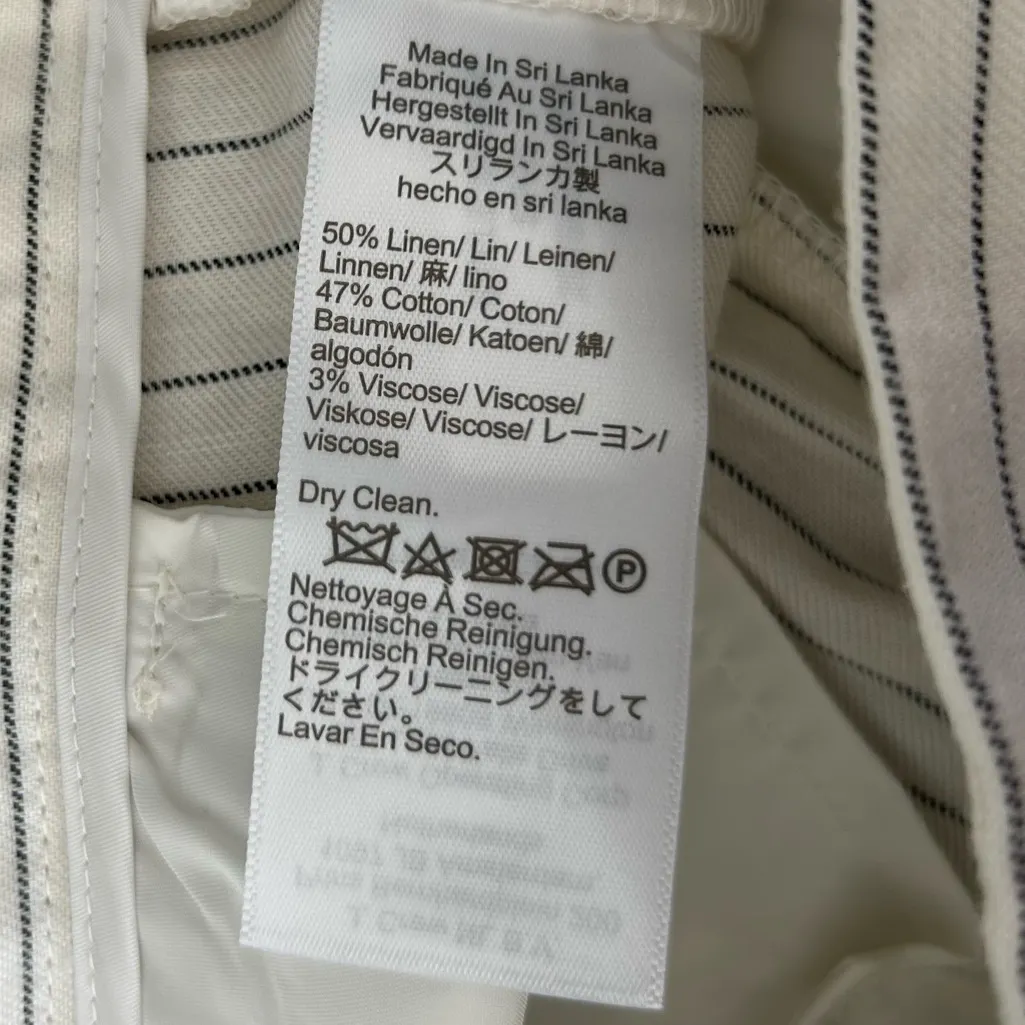 Made In Sri Lanka
Fabriqué Au Sri Lanka
Hergestellt In Sri Lanka
Vervaardigd In Sri Lanka
スリランカ製
hecho en sri lanka
50% Linen/ Lin/ Leinen/
Linnen/ 麻/ lino
47% Cotton/ Coton/
Baumwolle/ Katoen/ 綿/
algodón
3% Viscose/ Viscose/
Viskose/ Viscose/ レーヨン/
viscosa
Dry Clean.
P
Nettoyage À Sec.
Chemische Reinigung.
Chemisch Reinigen.
ドライクリーニングをして
ください。
Lavar En Seco.